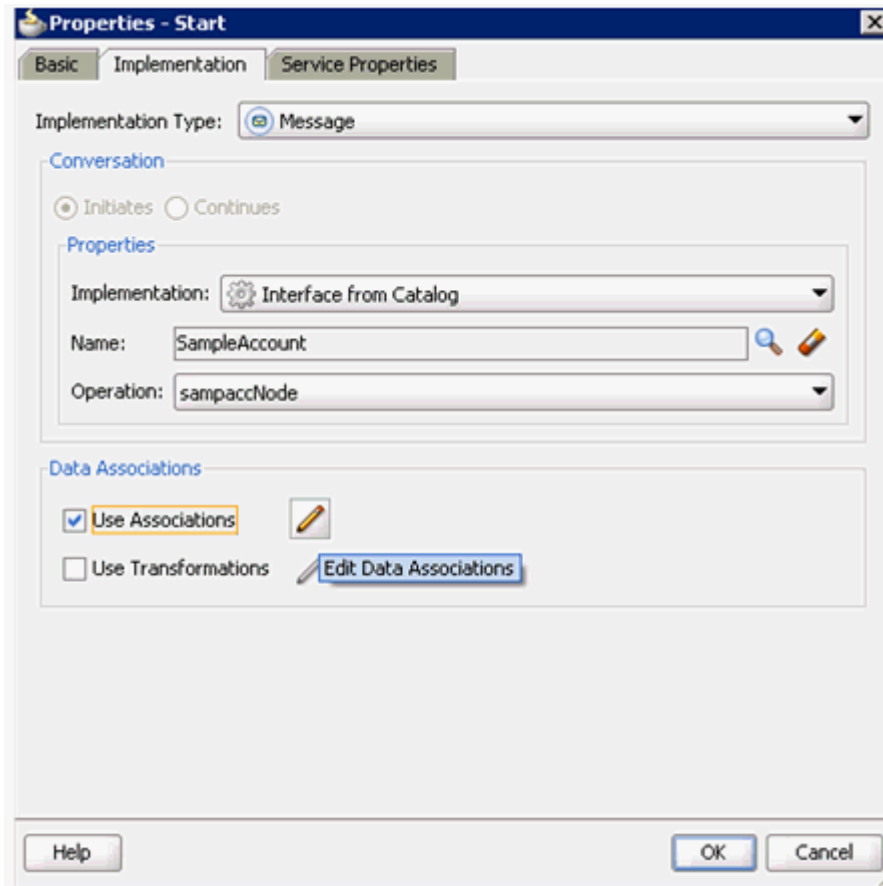 Properties - Start
Basic Implementation Service Properties
Implementation Type: Message
Conversation
Initiates Continues
Properties
Implementation: Interface from Catalog
Name: SampleAccount
Operation: sampaccNode
Data Associations
Use Associations
Use Transformations Edit Data Associations
Help OK Cancel